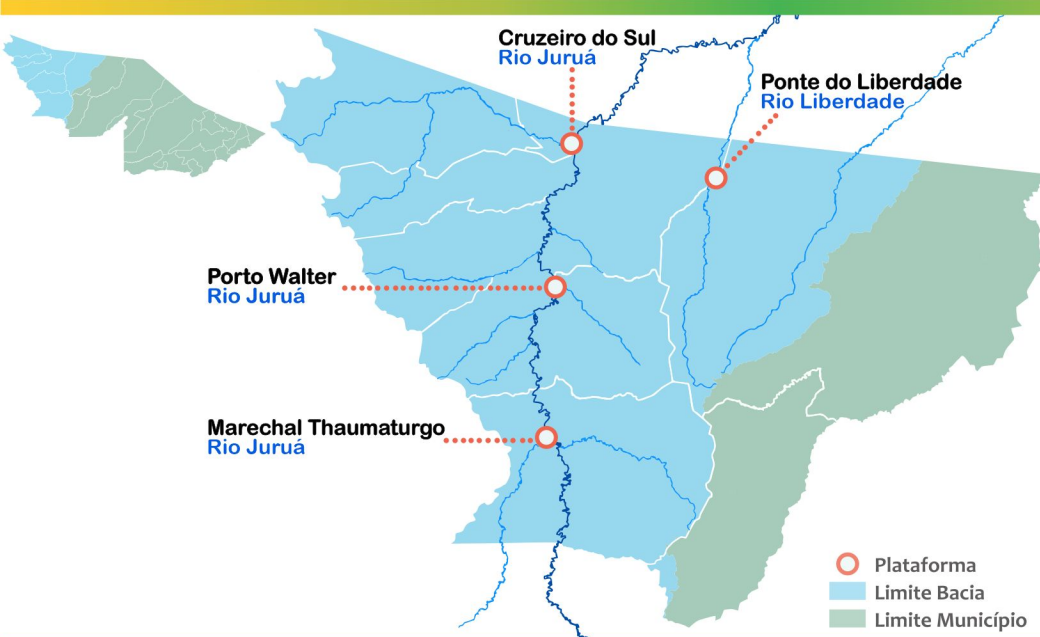 Cruzeiro do Sul
Rio Juruá
Ponte do Liberdade
Rio Liberdade
Porto Walter
Rio Juruá
Marechal Thaumaturgo
Rio Juruá
Plataforma
Limite Bacia
Limite Município